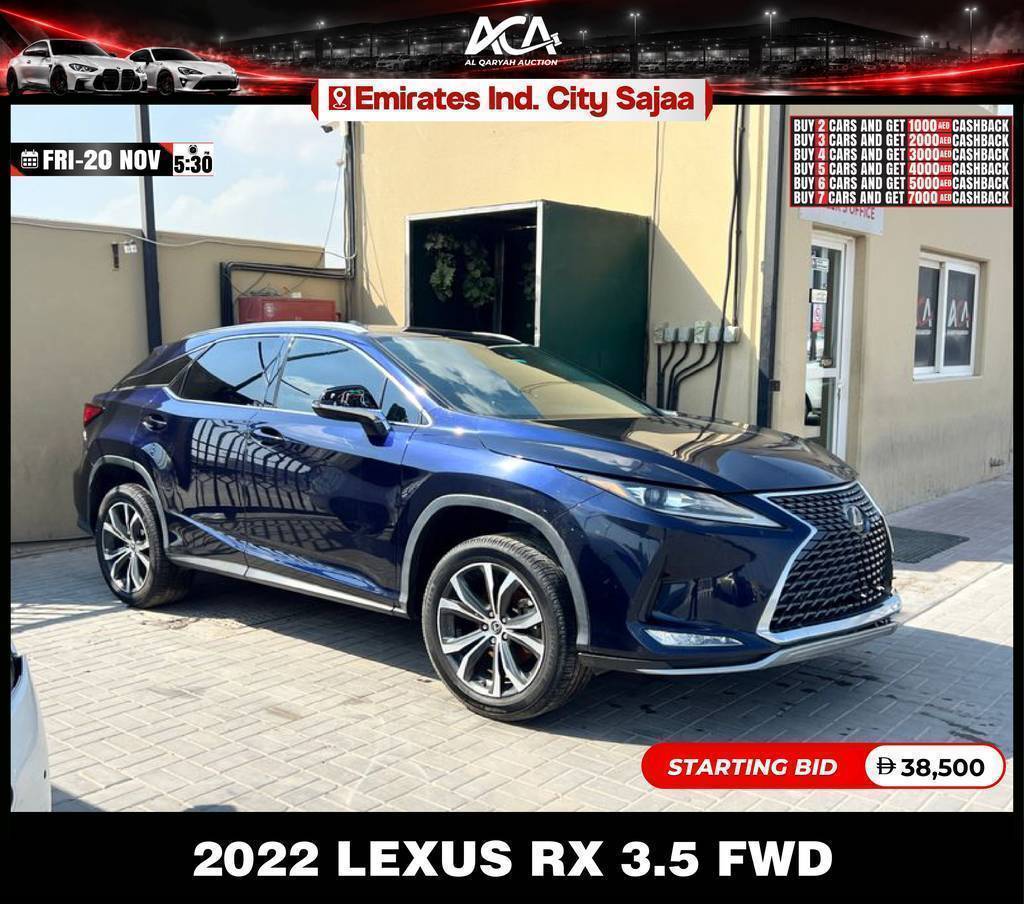 ACA
AL QARYAH AUCTION
Emirates Ind. City Sajaa
FRI-20 NOV 5:30
BUY 2 CARS AND GET 1000 AED CASHBACK
BUY 3 CARS AND GET 2000 AED CASHBACK
BUY 4 CARS AND GET 3000 AED CASHBACK
BUY 5 CARS AND GET 4000 AED CASHBACK
BUY 6 CARS AND GET 5000 AED CASHBACK
BUY 7 CARS AND GET 7000 AED CASHBACK
OFFICE
STARTING BID 38,500
2022 LEXUS RX 3.5 FWD